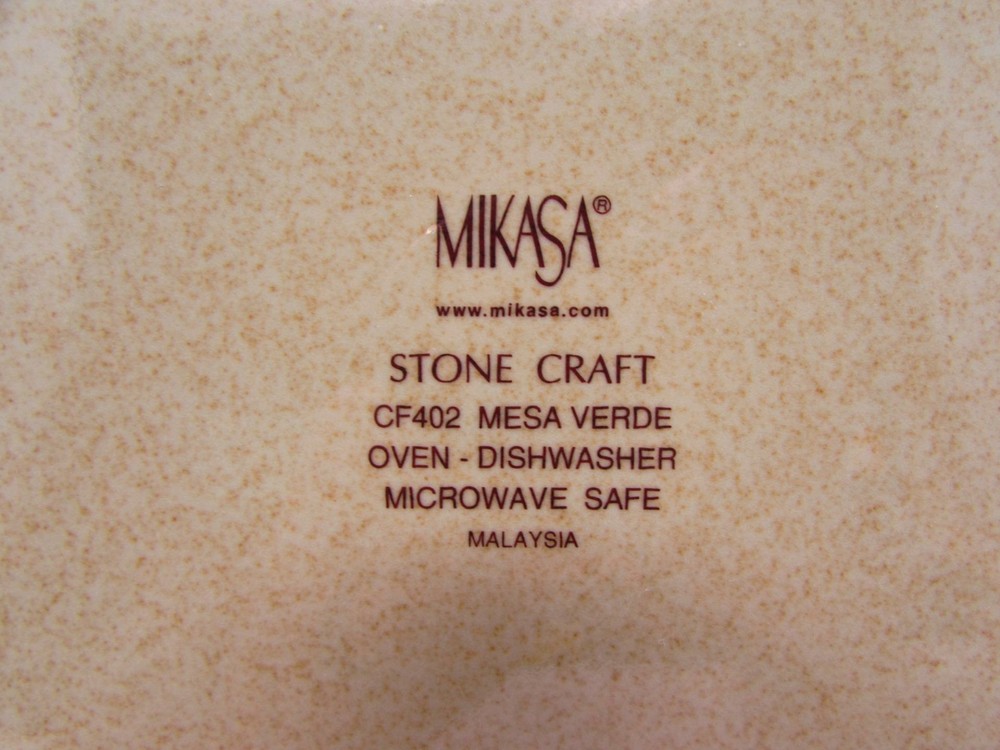 MIKASA®
www.mikasa.com
STONE CRAFT
CF402 MESA VERDE
OVEN - DISHWASHER
MICROWAVE SAFE
MALAYSIA